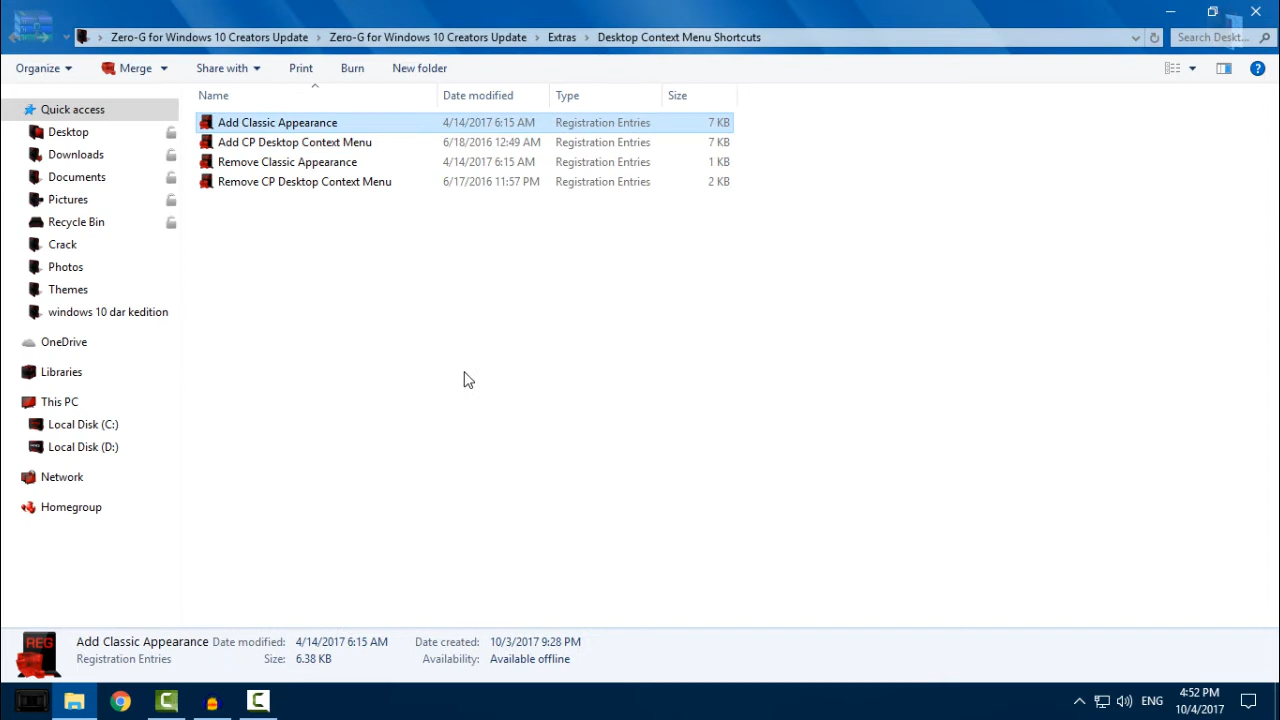 Zero-G for Windows 10 Creators Update > Zero-G for Windows 10 Creators Update > Extras > Desktop Context Menu Shortcuts
Search Deskt...
Organize Merge Share with Print Burn New folder
Name Date modified Type Size
Quick access
Desktop
Downloads
Documents
Pictures
Recycle Bin
Crack
Photos
Themes
windows 10 dar kedition
OneDrive
Libraries
This PC
Local Disk (C:)
Local Disk (D:)
Network
Homegroup
Add Classic Appearance 4/14/2017 6:15 AM Registration Entries 7 KB
Add CP Desktop Context Menu 6/18/2016 12:49 AM Registration Entries 7 KB
Remove Classic Appearance 4/14/2017 6:15 AM Registration Entries 1 KB
Remove CP Desktop Context Menu 6/17/2016 11:57 PM Registration Entries 2 KB
REG
Add Classic Appearance Date modified: 4/14/2017 6:15 AM Date created: 10/3/2017 9:28 PM
Registration Entries Size: 6.38 KB Availability: Available offline
ENG
4:52 PM
10/4/2017